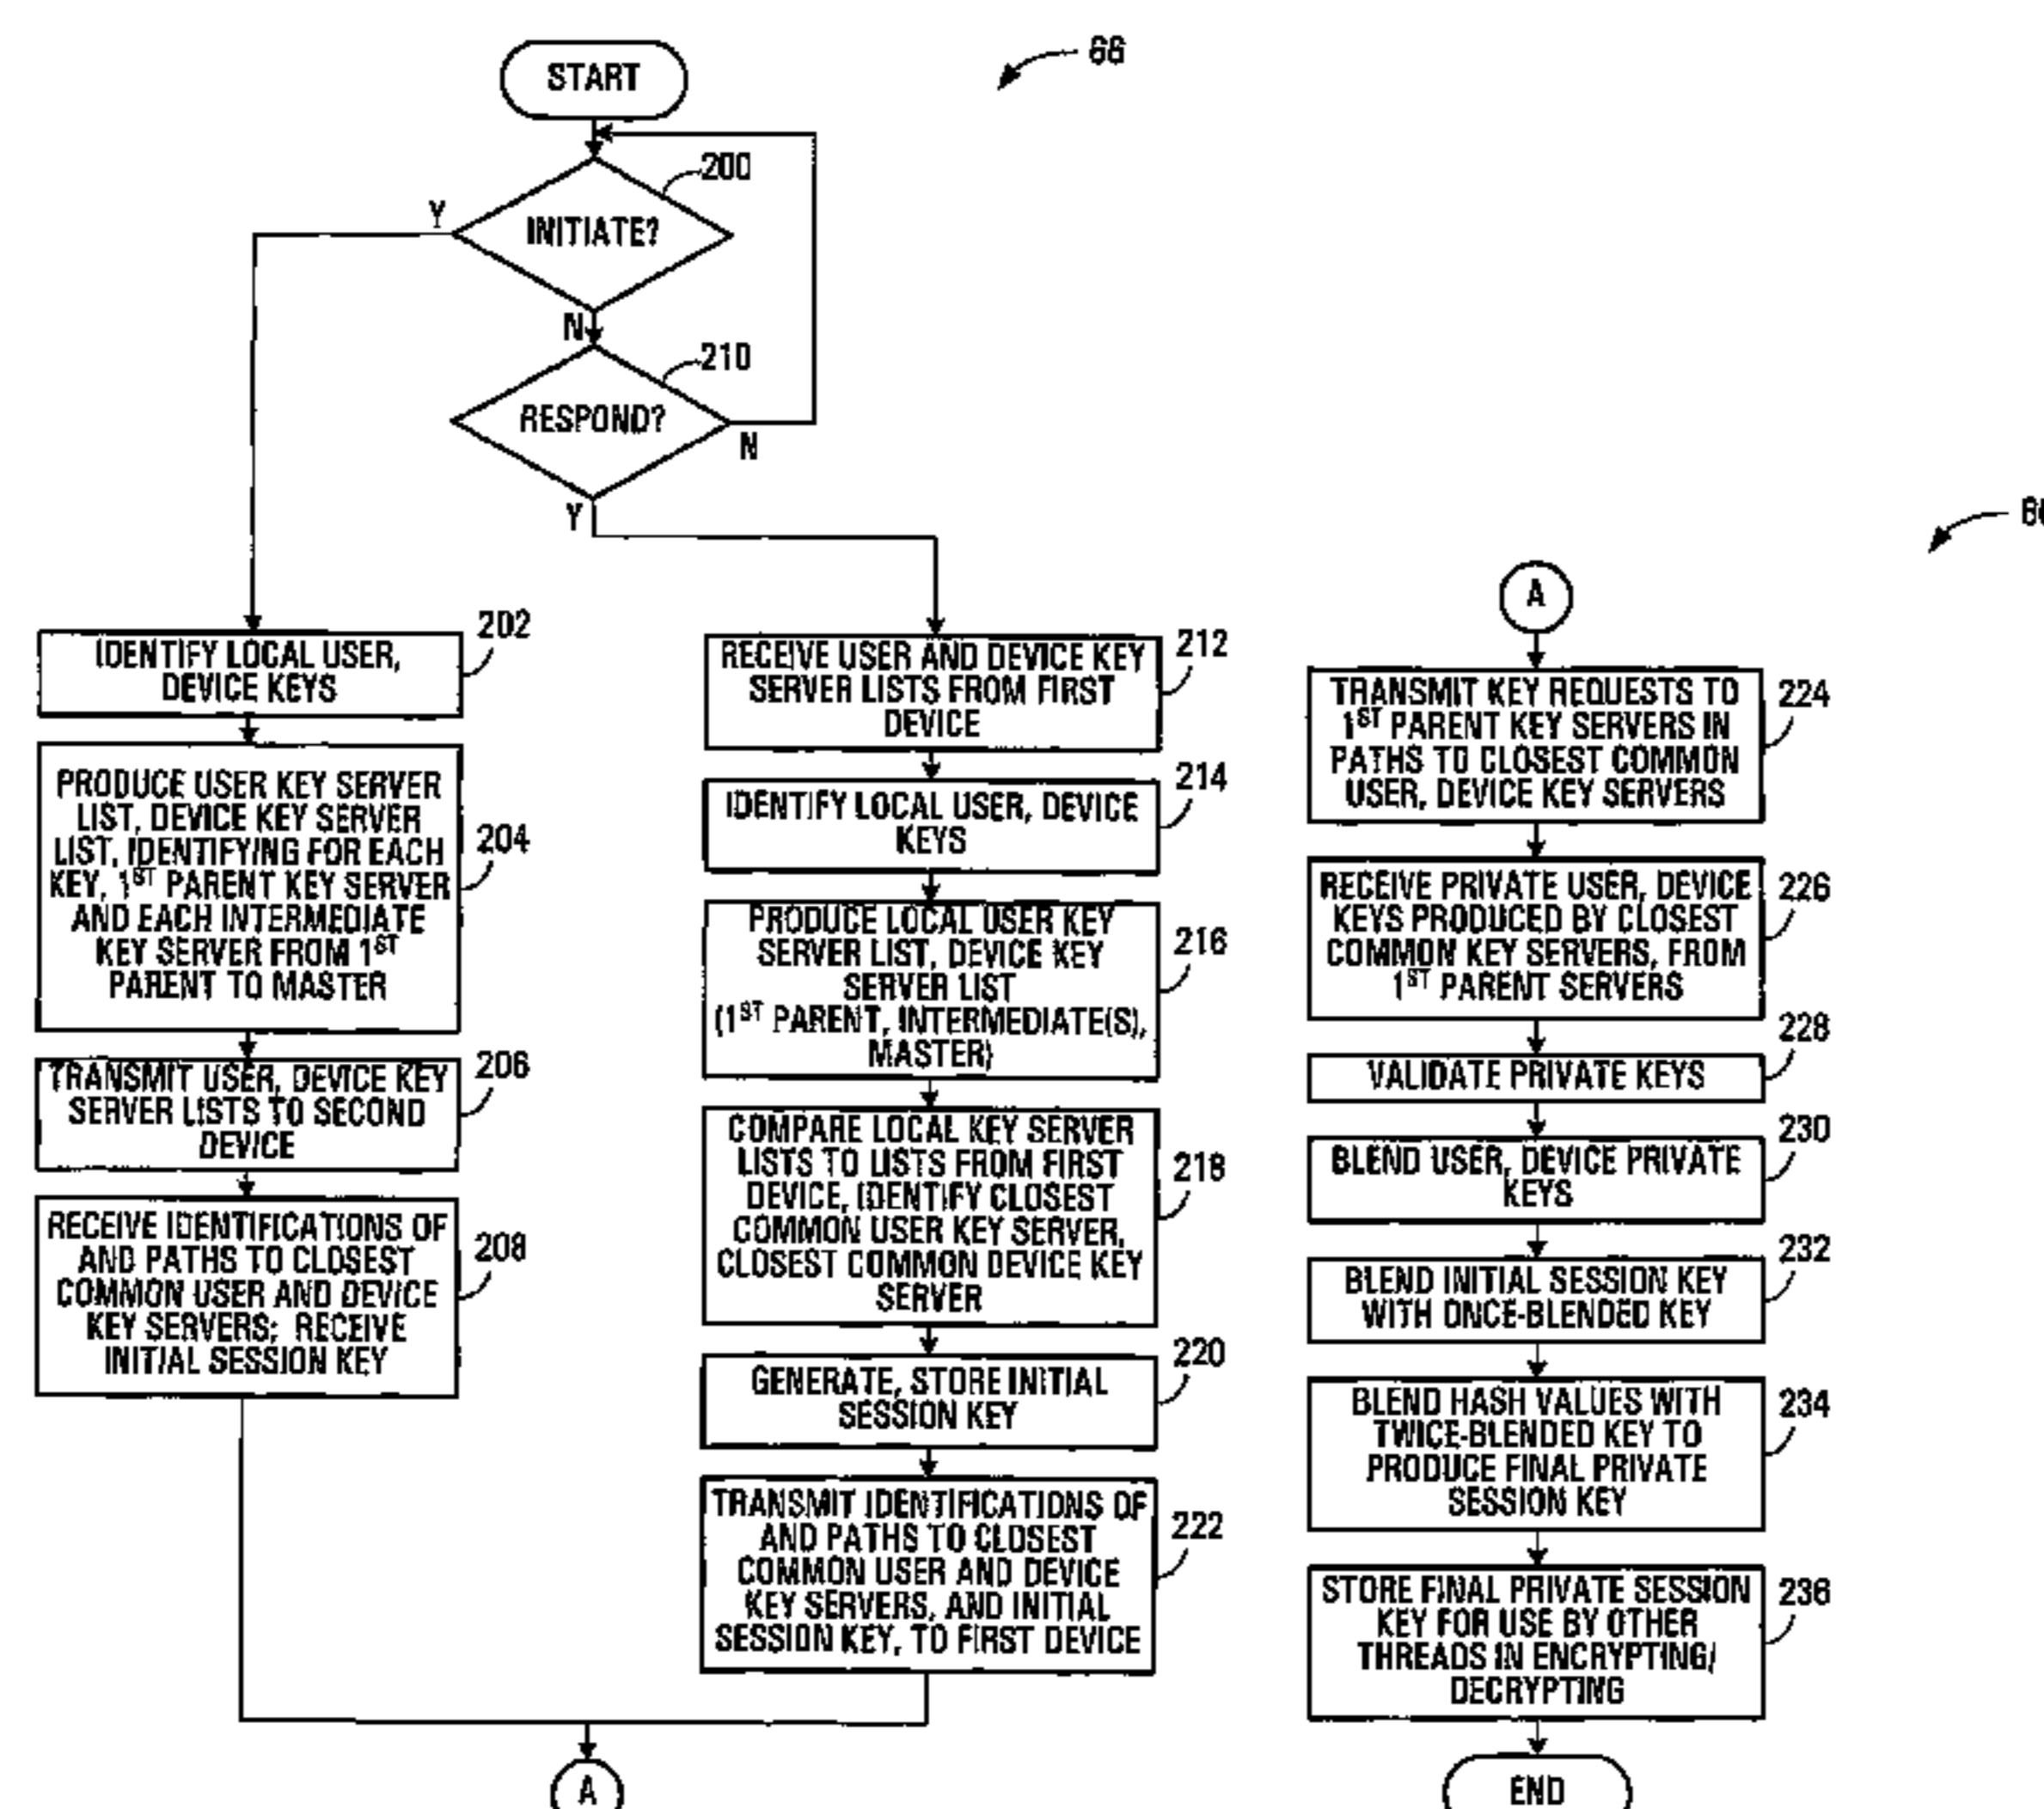 START
66
200
INITIATE?
Y
N
210
RESPOND?
N
Y
IDENTIFY LOCAL USER,
DEVICE KEYS
202
PRODUCE USER KEY SERVER
LIST, DEVICE KEY SERVER
LIST, IDENTIFYING FOR EACH
KEY, 1ST PARENT KEY SERVER
AND EACH INTERMEDIATE
KEY SERVER FROM 1ST
PARENT TO MASTER
204
TRANSMIT USER, DEVICE KEY
SERVER LISTS TO SECOND
DEVICE
206
RECEIVE IDENTIFICATIONS OF
AND PATHS TO CLOSEST
COMMON USER AND DEVICE
KEY SERVERS; RECEIVE
INITIAL SESSION KEY
208
RECEIVE USER AND DEVICE KEY
SERVER LISTS FROM FIRST
DEVICE
212
IDENTIFY LOCAL USER, DEVICE
KEYS
214
PRODUCE LOCAL USER KEY
SERVER LIST, DEVICE KEY
SERVER LIST
(1ST PARENT, INTERMEDIATE(S),
MASTER)
216
COMPARE LOCAL KEY SERVER
LISTS TO LISTS FROM FIRST
DEVICE, IDENTIFY CLOSEST
COMMON USER KEY SERVER,
CLOSEST COMMON DEVICE KEY
SERVER
218
GENERATE, STORE INITIAL
SESSION KEY
220
TRANSMIT IDENTIFICATIONS OF
AND PATHS TO CLOSEST
COMMON USER AND DEVICE
KEY SERVERS, AND INITIAL
SESSION KEY, TO FIRST DEVICE
222
A
A
TRANSMIT KEY REQUESTS TO
1ST PARENT KEY SERVERS IN
PATHS TO CLOSEST COMMON
USER, DEVICE KEY SERVERS
224
RECEIVE PRIVATE USER, DEVICE
KEYS PRODUCED BY CLOSEST
COMMON KEY SERVERS, FROM
1ST PARENT SERVERS
226
VALIDATE PRIVATE KEYS
228
BLEND USER, DEVICE PRIVATE
KEYS
230
BLEND INITIAL SESSION KEY
WITH ONCE-BLENDED KEY
232
BLEND HASH VALUES WITH
TWICE-BLENDED KEY TO
PRODUCE FINAL PRIVATE
SESSION KEY
234
STORE FINAL PRIVATE SESSION
KEY FOR USE BY OTHER
THREADS IN ENCRYPTING/
DECRYPTING
236
END